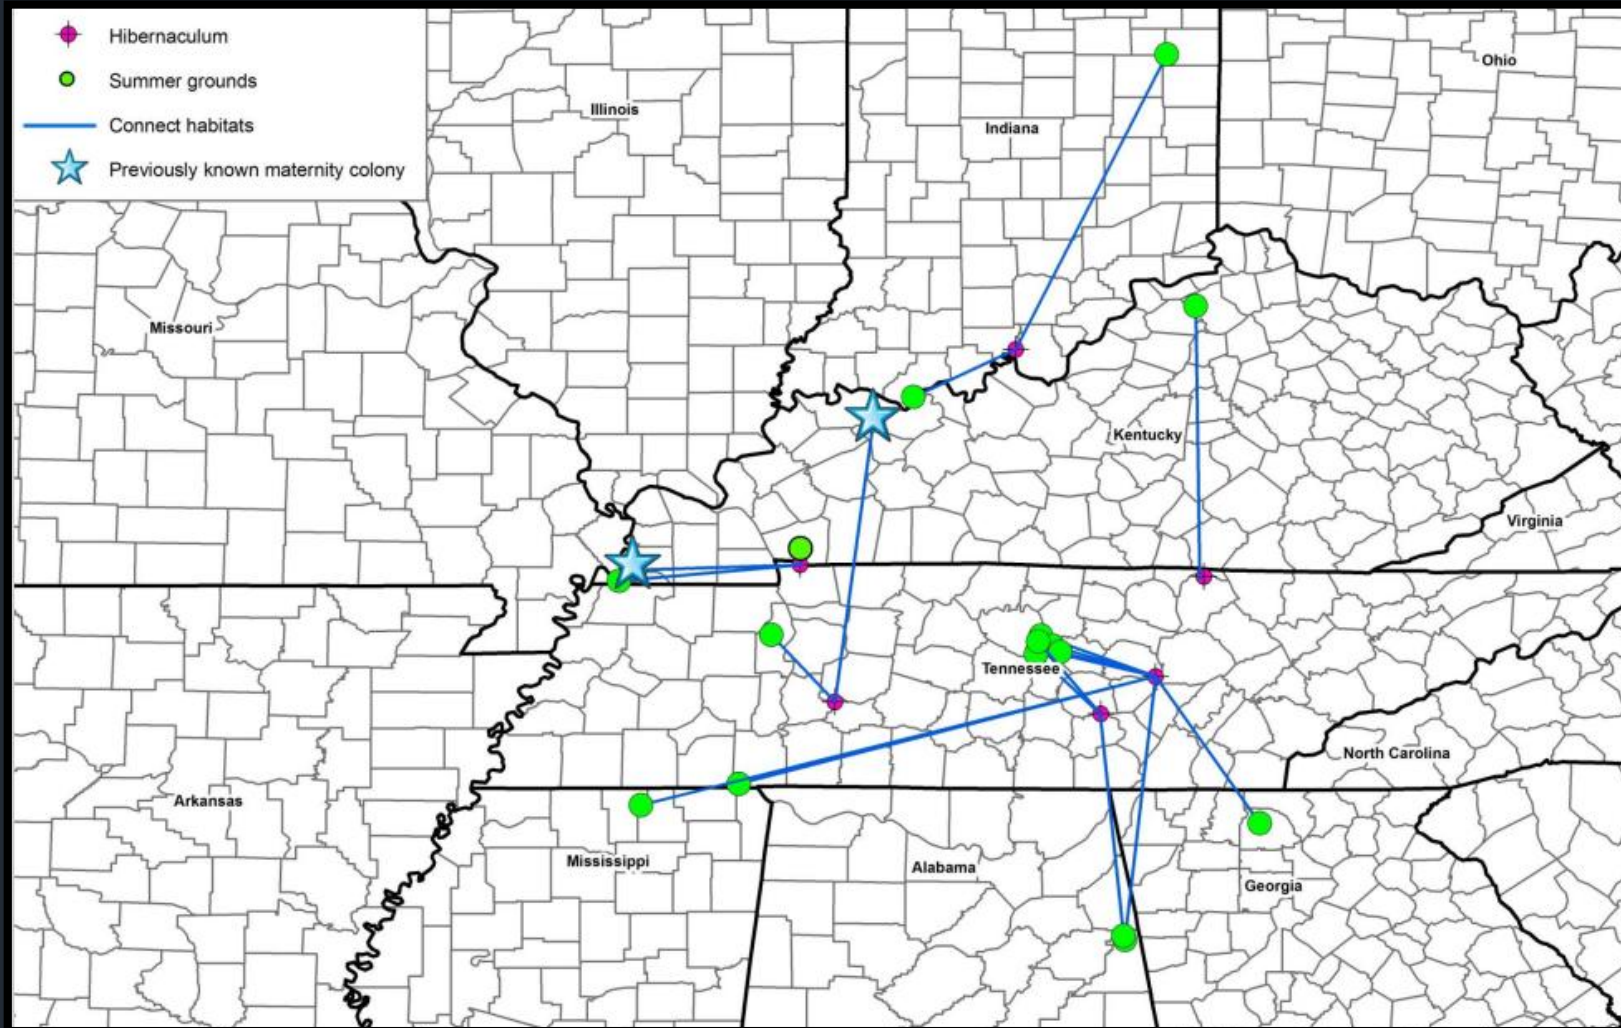 Hibernaculum
Summer grounds
Connect habitats
Previously known maternity colony
Ohio
Illinois
Indiana
Missouri
Kentucky
Virginia
Tennessee
North Carolina
Arkansas
Mississippi
Alabama
Georgia